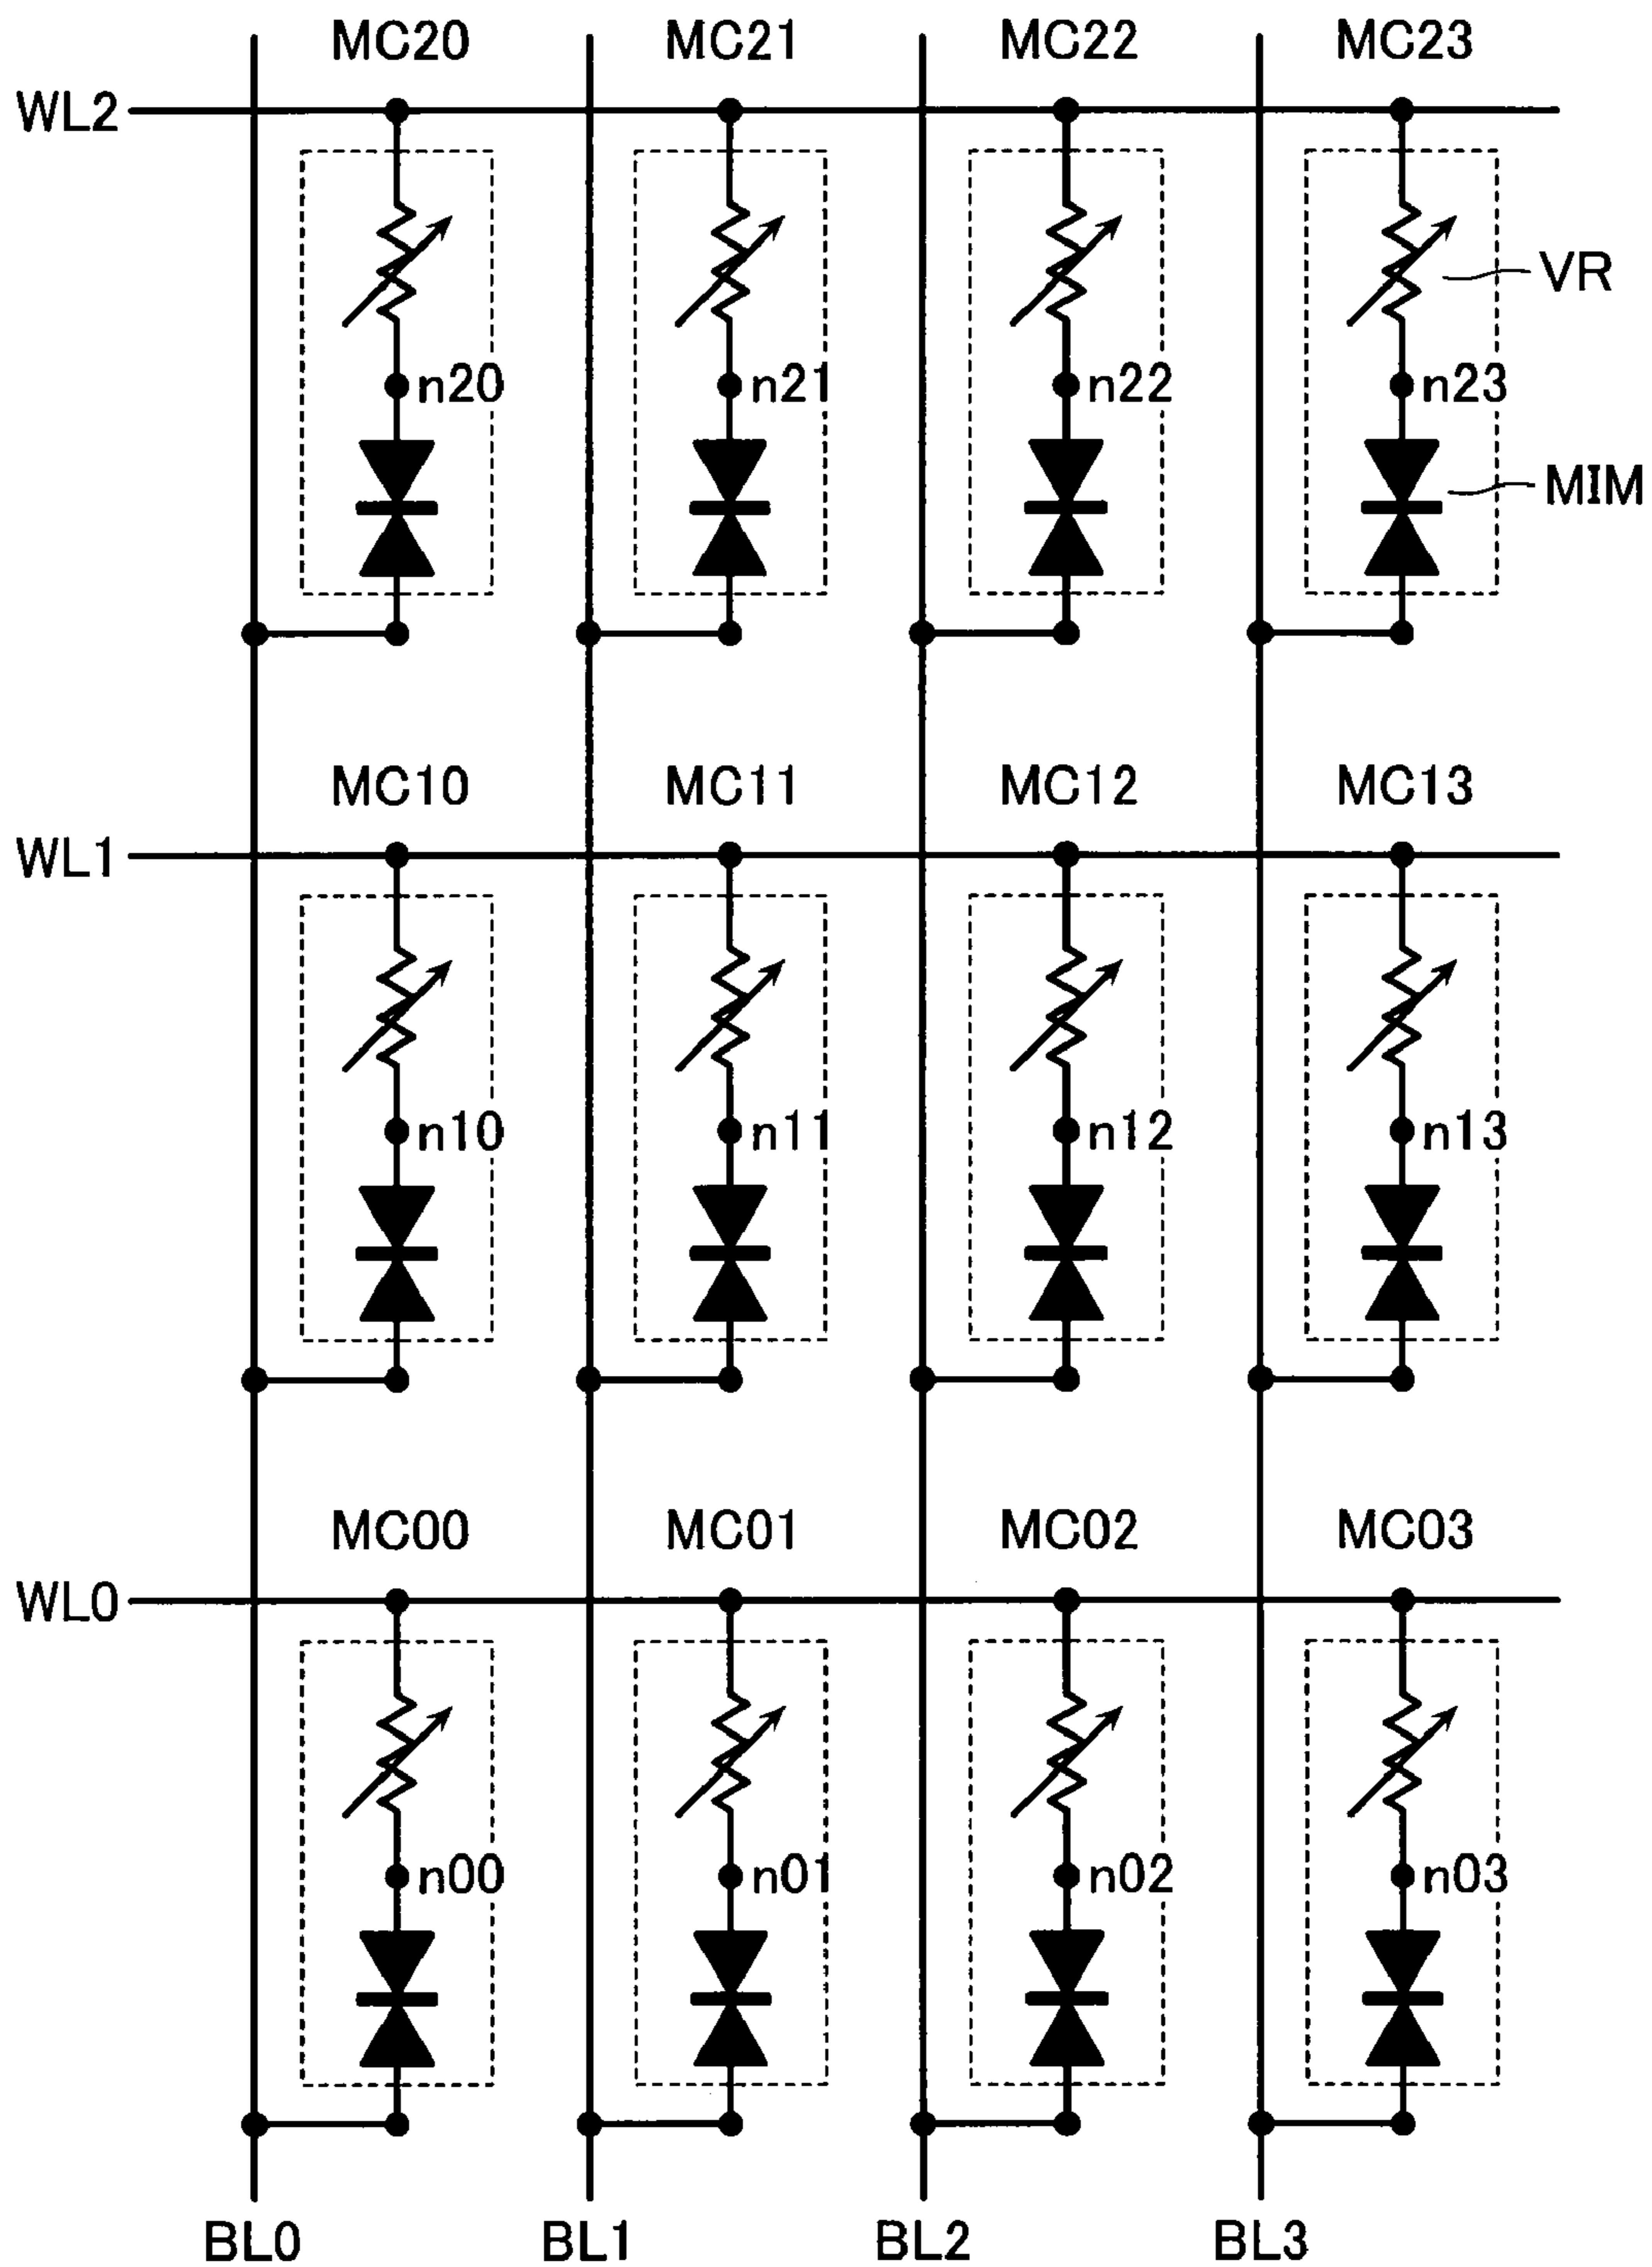 MC20 MC21 MC22 MC23
WL2
VR
n20 n21 n22 n23
MIM
MC10 MC11 MC12 MC13
WL1
n10 n11 n12 n13
MC00 MC01 MC02 MC03
WL0
n00 n01 n02 n03
BL0 BL1 BL2 BL3